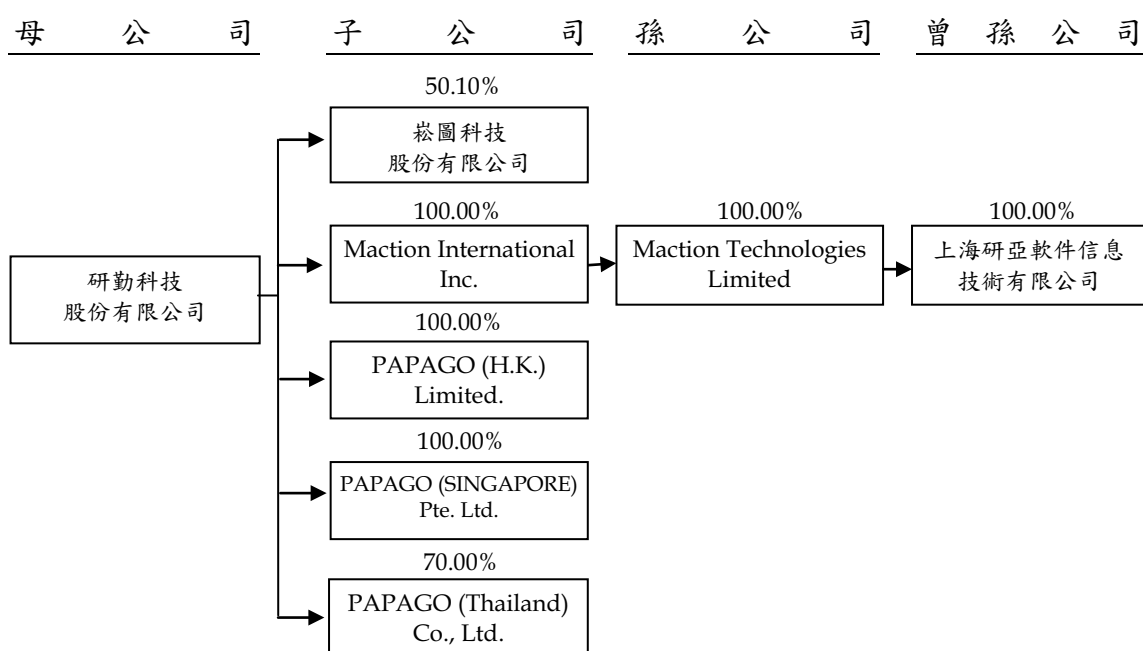 母公司 子公司 孫公司 曾孫公司
50.10%
崧圖科技
股份有限公司
100.00% 100.00% 100.00%
Maction International
Inc.
Maction Technologies
Limited
上海研亞軟件信息
技術有限公司
研勤科技
股份有限公司
100.00%
PAPAGO (H.K.)
Limited.
100.00%
PAPAGO (SINGAPORE)
Pte. Ltd.
70.00%
PAPAGO (Thailand)
Co., Ltd.